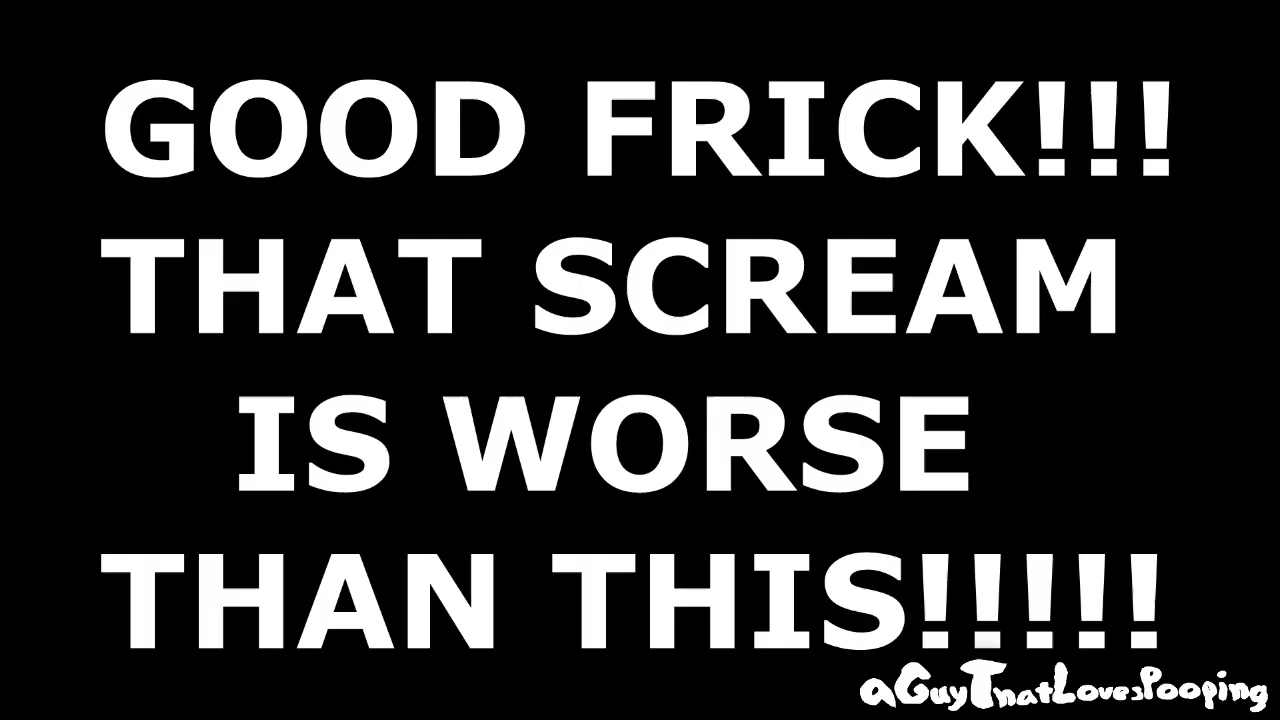 GOOD FRICK!!!
THAT SCREAM
IS WORSE
THAN THIS!!!!!
aGuyThatLovesPooping